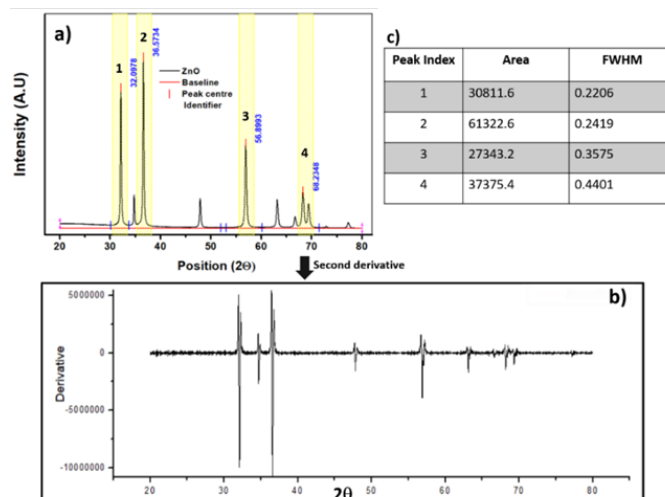 a)
Intensity (A.U)
1
2
3
4
32.0978
36.5734
56.8993
68.2348
ZnO
Baseline
Peak centre
Identifier
20 30 40 50 60 70 80
Position (2Θ)
Second derivative
c)
Peak Index Area FWHM
1 30811.6 0.2206
2 61322.6 0.2419
3 27343.2 0.3575
4 37375.4 0.4401
b)
Derivative
5000000
0
-5000000
-10000000
20 30 40 50 60 70 80
2θ